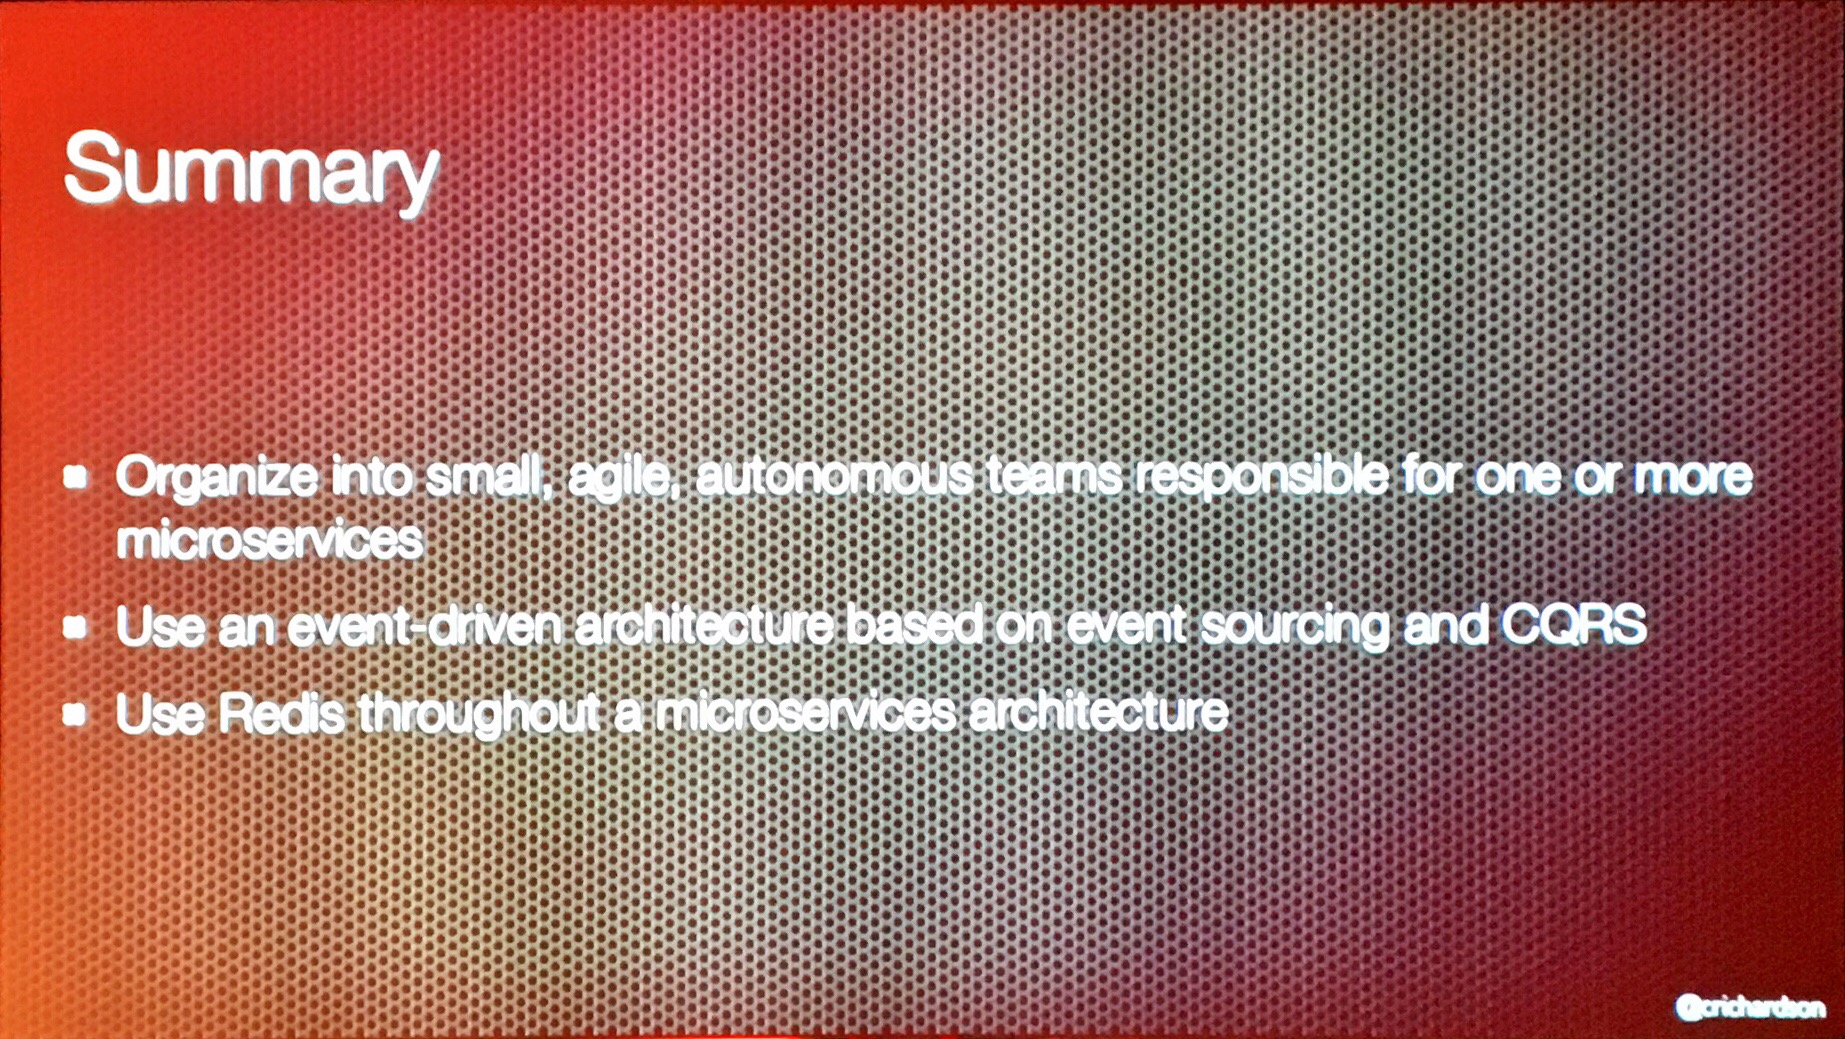 Summary
■ Organize into small, agile, autonomous teams responsible for one or more
microservices
■ Use an event-driven architecture based on event sourcing and CQRS
■ Use Redis throughout a microservices architecture
@crichardson